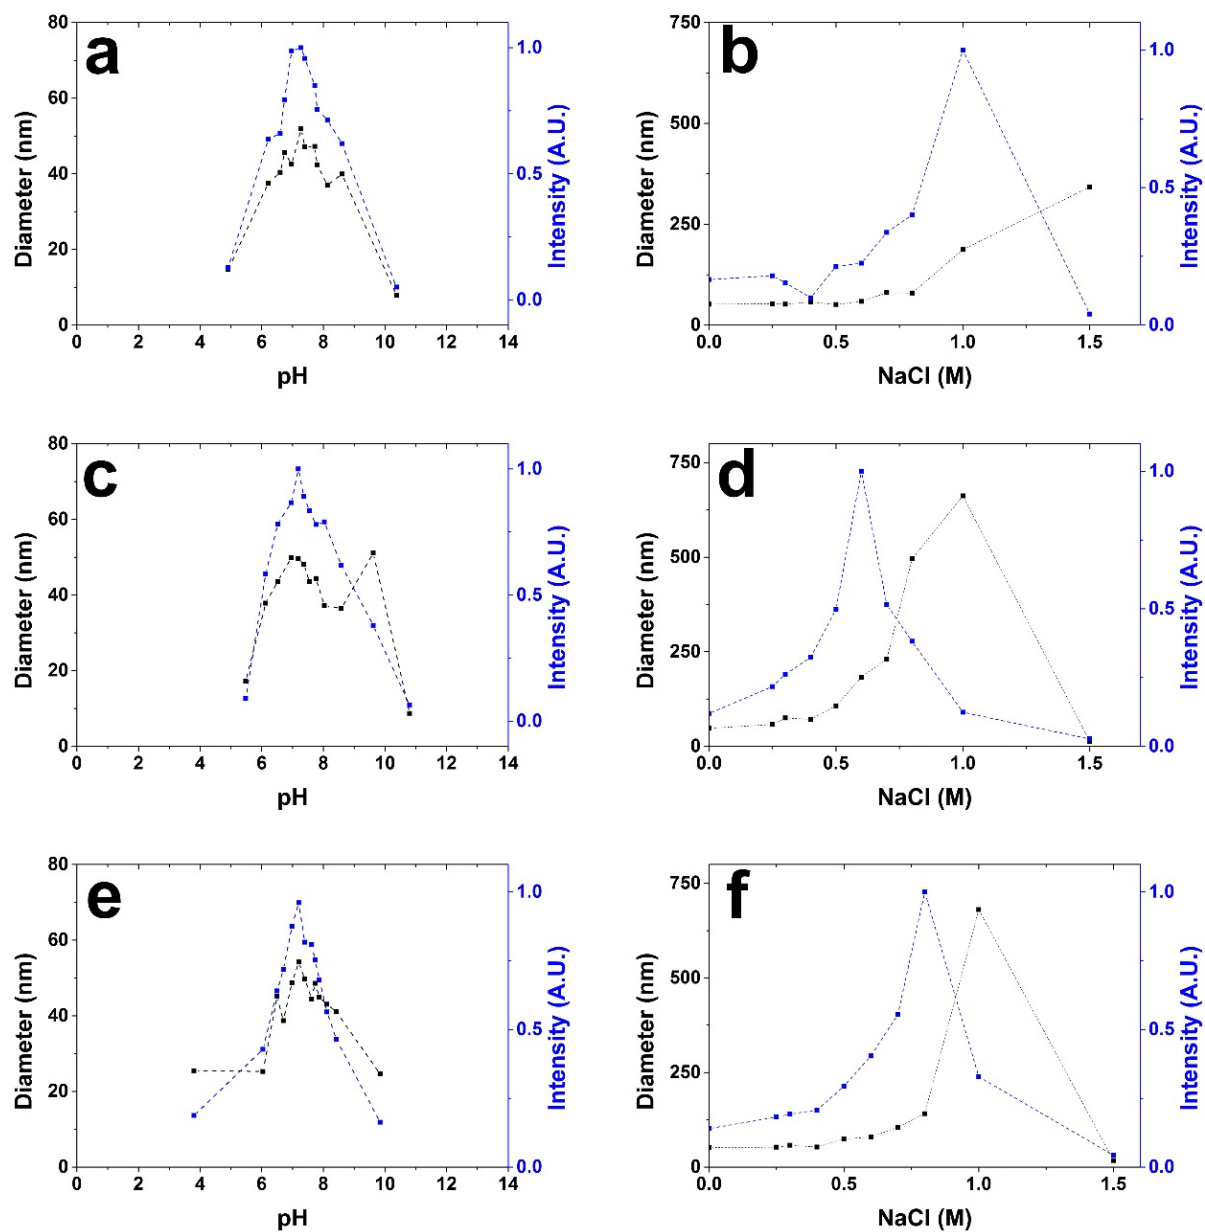 a
80
60
40
20
0
Diameter (nm)
0 2 4 6 8 10 12 14
pH
1.0
0.5
0.0
Intensity (A.U.)
b
750
500
250
0
Diameter (nm)
0.0 0.5 1.0 1.5
NaCl (M)
1.0
0.5
0.0
Intensity (A.U.)
c
80
60
40
20
0
Diameter (nm)
0 2 4 6 8 10 12 14
pH
1.0
0.5
0.0
Intensity (A.U.)
d
750
500
250
0
Diameter (nm)
0.0 0.5 1.0 1.5
NaCl (M)
1.0
0.5
0.0
Intensity (A.U.)
e
80
60
40
20
0
Diameter (nm)
0 2 4 6 8 10 12 14
pH
1.0
0.5
0.0
Intensity (A.U.)
f
750
500
250
0
Diameter (nm)
0.0 0.5 1.0 1.5
NaCl (M)
1.0
0.5
0.0
Intensity (A.U.)